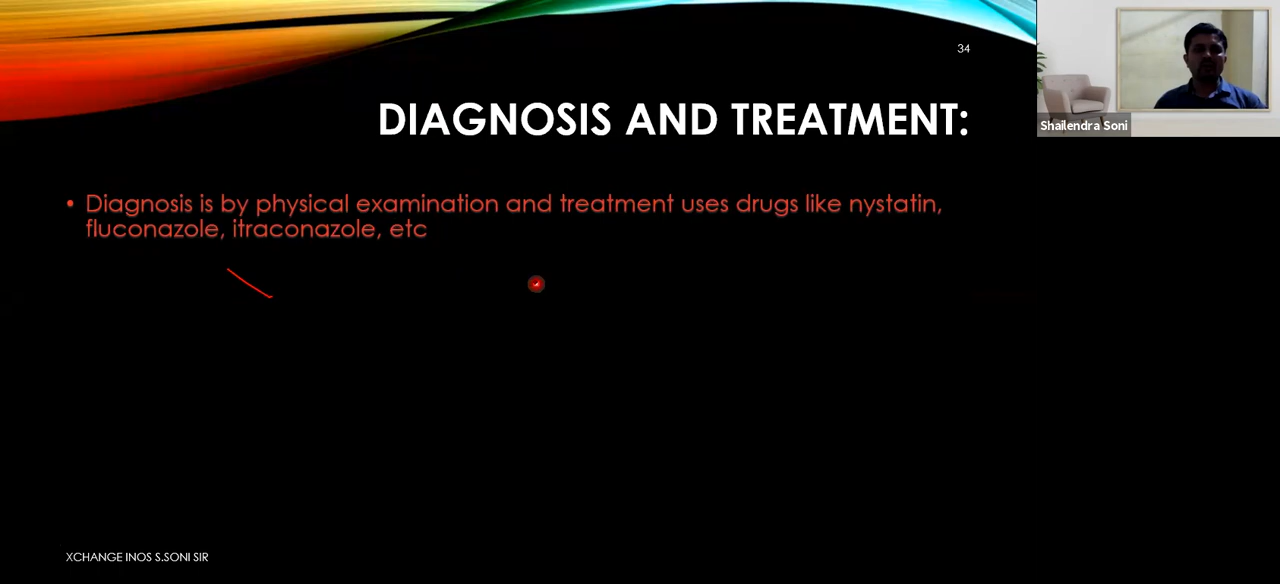 34
Shailendra Soni
DIAGNOSIS AND TREATMENT:
• Diagnosis is by physical examination and treatment uses drugs like nystatin,
fluconazole, itraconazole, etc
XCHANGE INOS S.SONI SIR